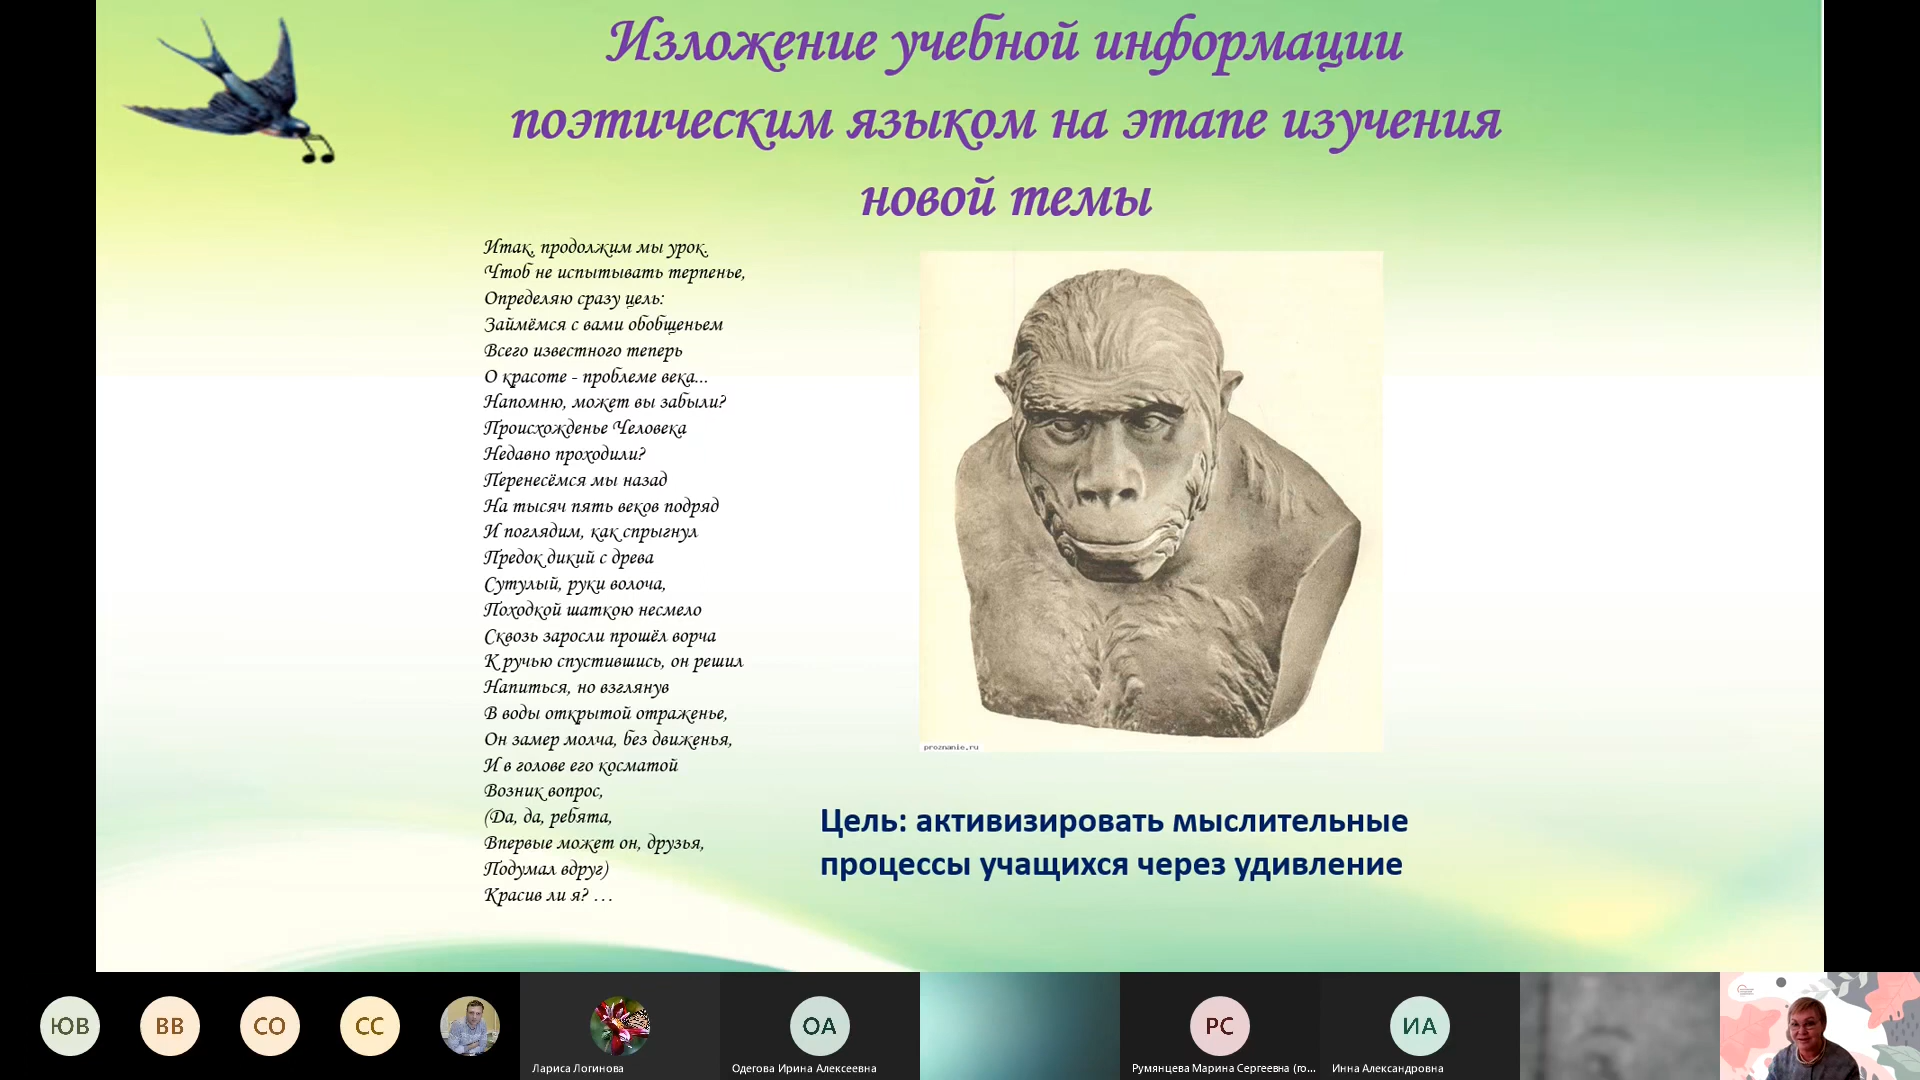 Изложение учебной информации
поэтическим языком на этапе изучения
новой темы
Итак, продолжим мы урок.
Чтоб не испытывать терпенье,
Определяю сразу цель:
Займёмся с вами обобщеньем
Всего известного теперь
О красоте - проблеме века...
Напомню, может вы забыли?
Происхожденье Человека
Недавно проходили?
Перенесёмся мы назад
На тысяч пять веков подряд
И поглядим, как спрыгнул
Предок дикий с древа
Сутулый, руки волоча,
Походкой шаткою несмело
Сквозь заросли прошёл ворча
К ручью спустившись, он решил
Напиться, но взглянув
В воды открытой отраженье,
Он замер молча, без движенья,
И в голове его косматой
Возник вопрос,
(Да, да, ребята,
Впервые может он, друзья,
Подумал вдруг)
Красив ли я? …
proznanie.ru
Цель: активизировать мыслительные
процессы учащихся через удивление
ЮВ
ВВ
СО
СС
Лариса Логинова
ОА
Одегова Ирина Алексеевна
РС
Румянцева Марина Сергеевна (го...
ИА
Инна Александровна